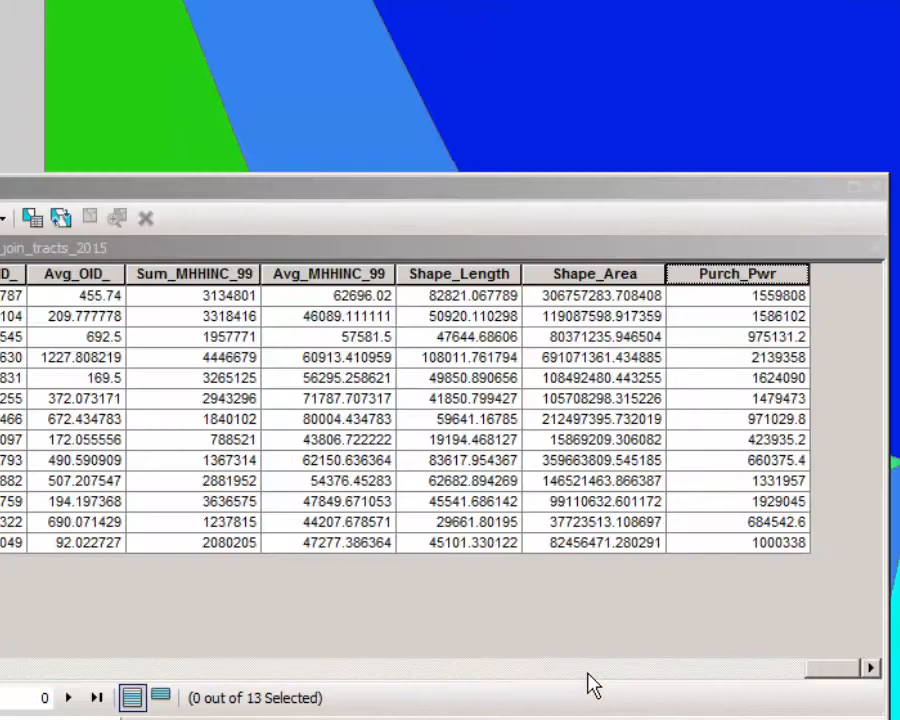 join_tracts_2015
ID_ Avg_OID_ Sum_MHHINC_99 Avg_MHHINC_99 Shape_Length Shape_Area Purch_Pwr
787 455.74 3134801 62696.02 82821.067789 306757283.708408 1559808
104 209.777778 3318416 46089.111111 50920.110298 119087598.917359 1586102
545 692.5 1957771 57581.5 47644.68606 80371235.946504 975131.2
630 1227.808219 4446679 60913.410959 108011.761794 691071361.434885 2139358
831 169.5 3265125 56295.258621 49850.890656 108492480.443255 1624090
255 372.073171 2943296 71787.707317 41850.799427 105708298.315226 1479473
466 672.434783 1840102 80004.434783 59641.16785 212497395.732019 971029.8
097 172.055556 788521 43806.722222 19194.468127 15869209.306082 423935.2
793 490.590909 1367314 62150.636364 83617.954367 359663809.545185 660375.4
882 507.207547 2881952 54376.45283 62682.894269 146521463.866387 1331957
759 194.197368 3636575 47849.671053 45541.686142 99110632.601172 1929045
322 690.071429 1237815 44207.678571 29661.80195 37723513.108697 684542.6
049 92.022727 2080205 47277.386364 45101.330122 82456471.280291 1000338
0 (0 out of 13 Selected)